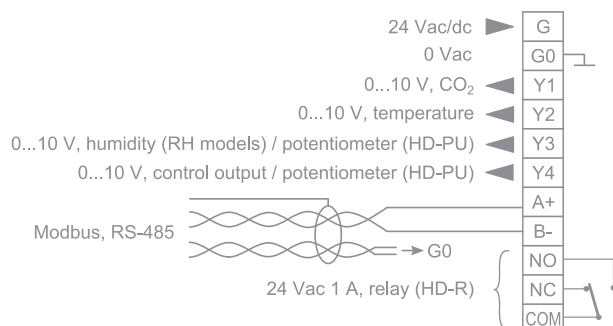 24 Vac/dc G
0 Vac G0
0...10 V, CO₂ Y1
0...10 V, temperature Y2
0...10 V, humidity (RH models) / potentiometer (HD-PU) Y3
0...10 V, control output / potentiometer (HD-PU) Y4
A+
Modbus, RS-485 B-
G0
NO
24 Vac 1 A, relay (HD-R) NC
COM